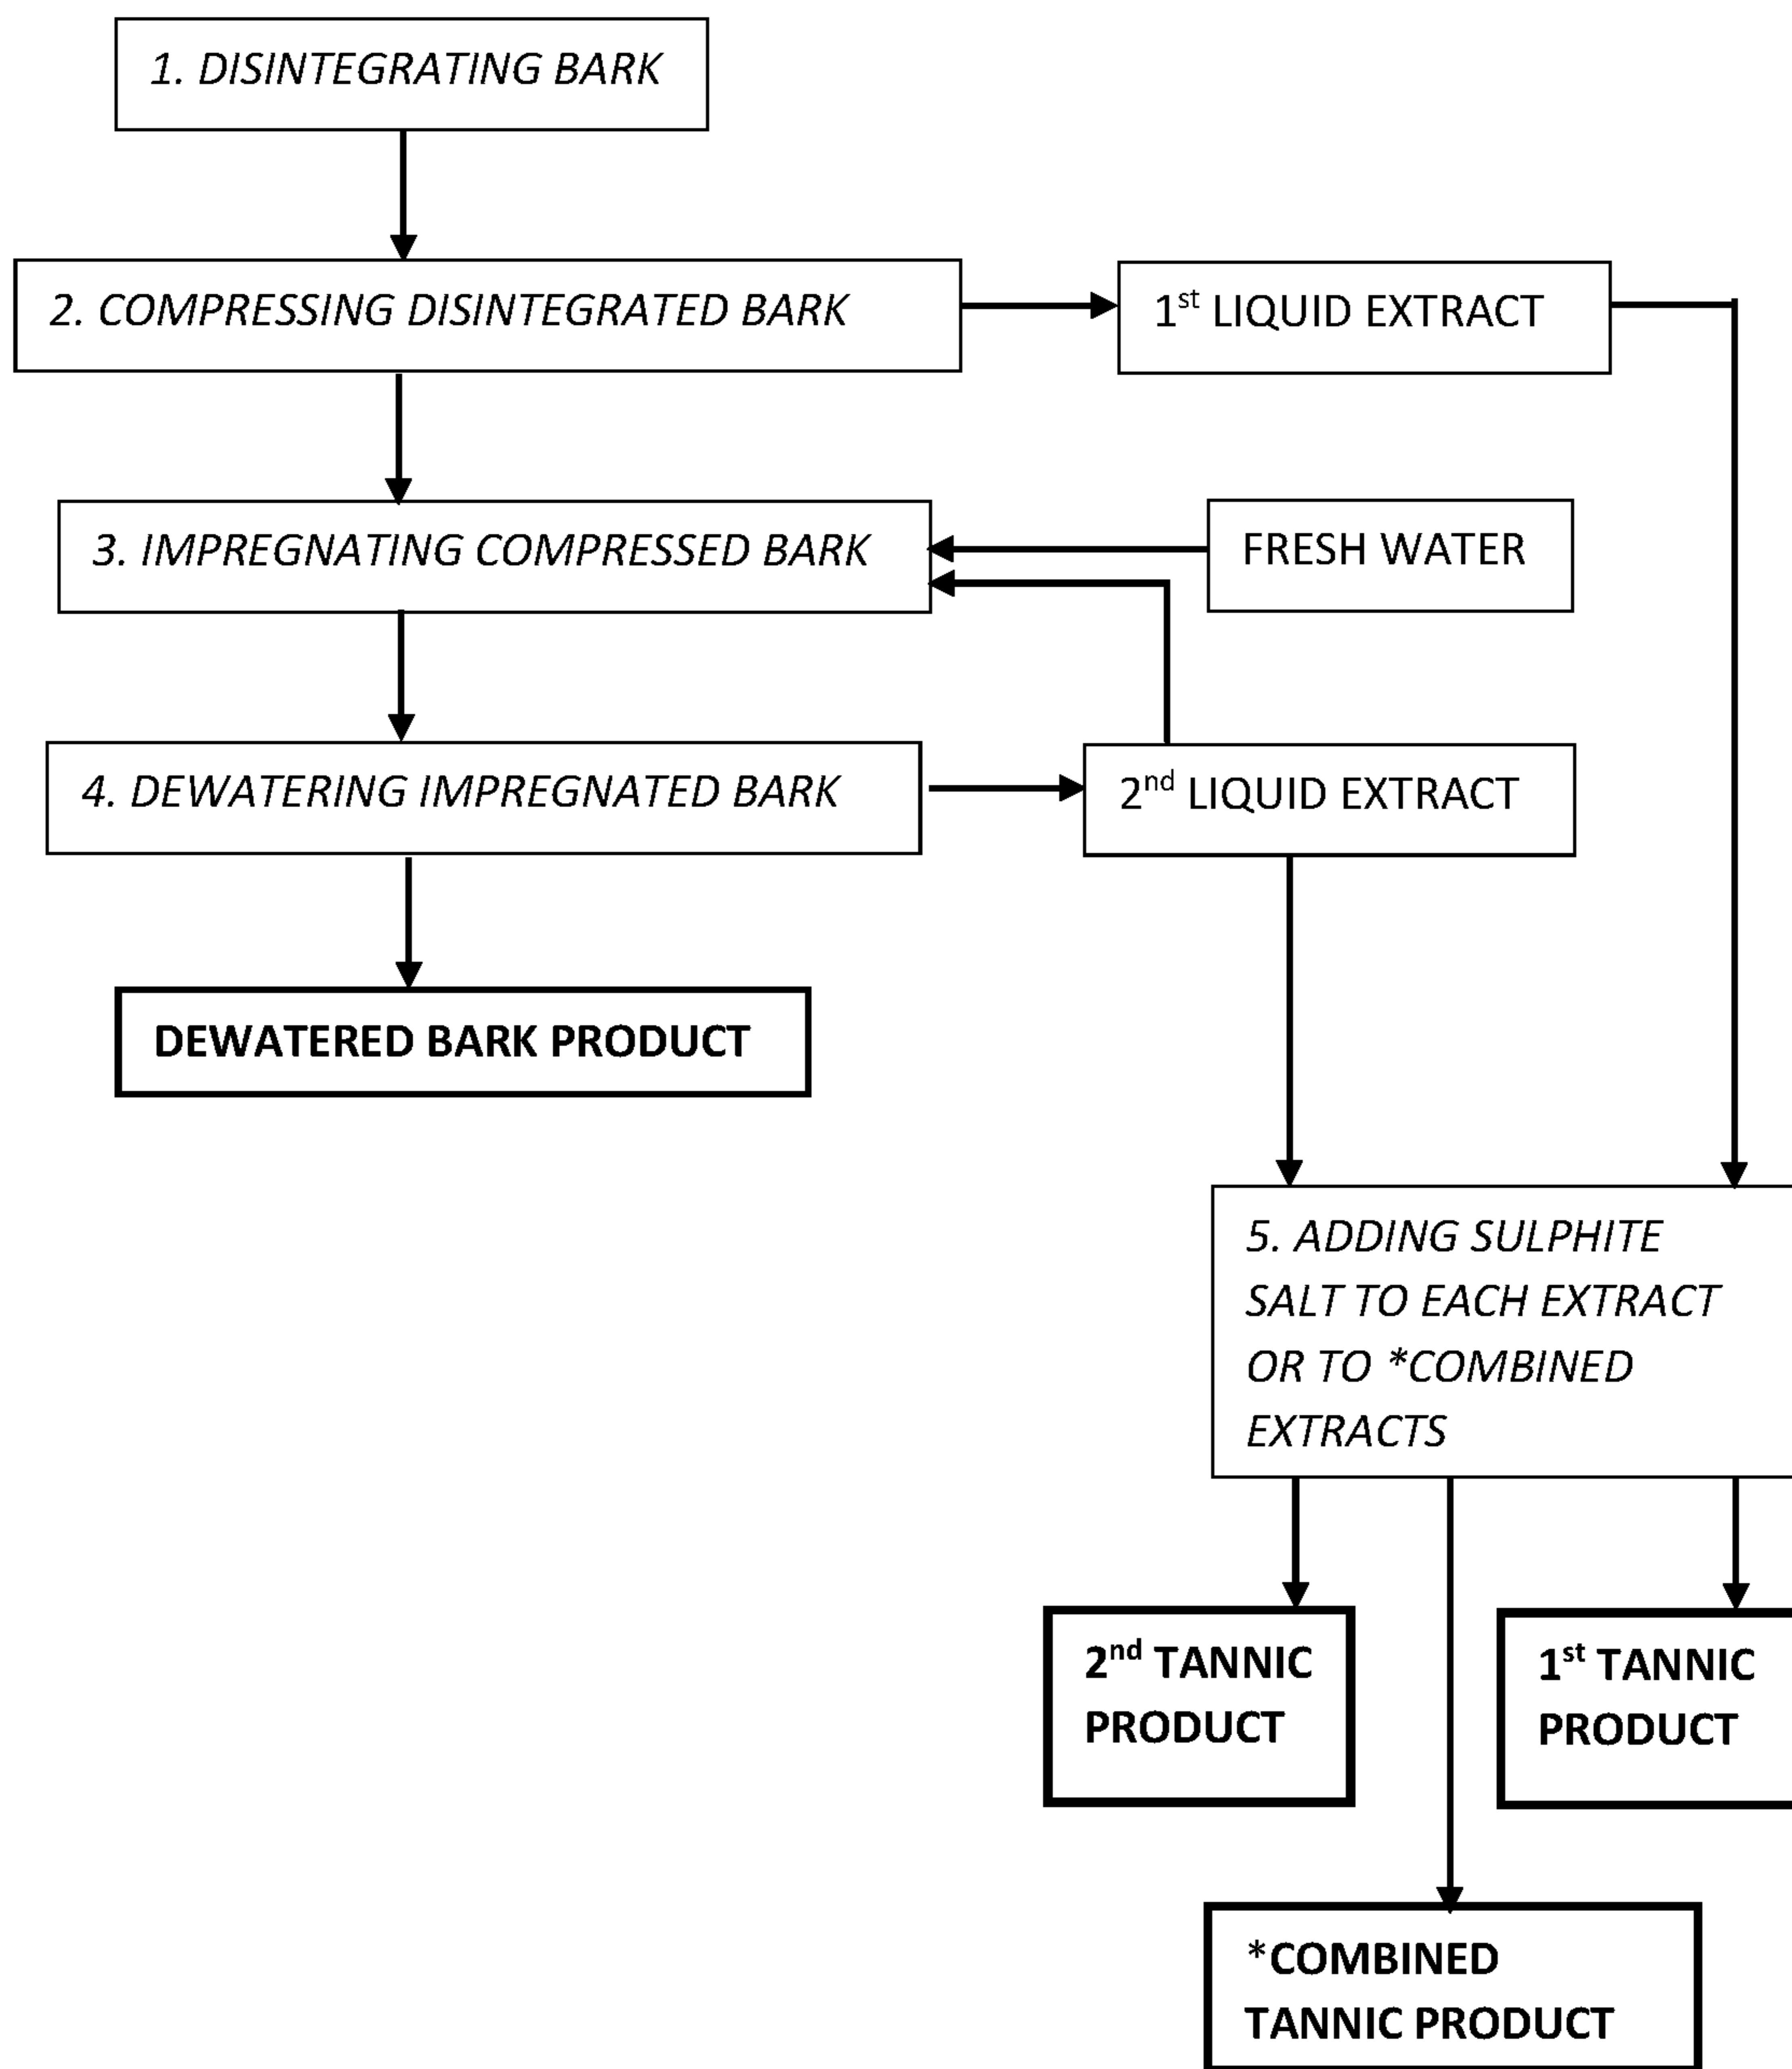 1. DISINTEGRATING BARK
2. COMPRESSING DISINTEGRATED BARK
1st LIQUID EXTRACT
3. IMPREGNATING COMPRESSED BARK
FRESH WATER
4. DEWATERING IMPREGNATED BARK
2nd LIQUID EXTRACT
DEWATERED BARK PRODUCT
5. ADDING SULPHITE
SALT TO EACH EXTRACT
OR TO *COMBINED
EXTRACTS
2nd TANNIC
PRODUCT
1st TANNIC
PRODUCT
*COMBINED
TANNIC PRODUCT